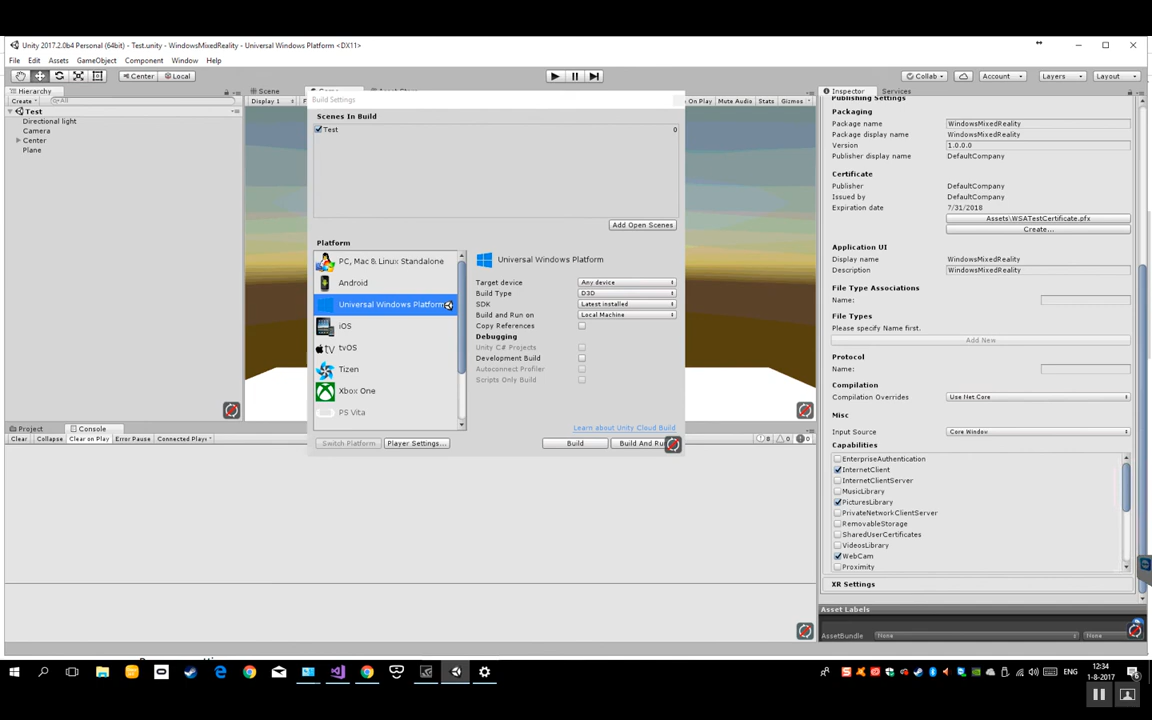 Unity 2017.2.0b4 Personal (64bit) - Test.unity - WindowsMixedReality - Universal Windows Platform <DX11>
File Edit Assets GameObject Component Window Help
Center Local
Collab Account Layers Layout
Hierarchy
Create All
Test
Directional light
Camera
Center
Plane
Scene
Display 1
On Play Mute Audio Stats Gizmos
Build Settings
Scenes In Build
Test 0
Add Open Scenes
Platform
PC, Mac & Linux Standalone
Android
Universal Windows Platform
iOS
tvOS
Tizen
Xbox One
PS Vita
Switch Platform Player Settings...
Universal Windows Platform
Target device Any device
Build Type D3D
SDK Latest installed
Build and Run on Local Machine
Copy References
Debugging
Unity C# Projects
Development Build
Autoconnect Profiler
Scripts Only Build
Learn about Unity Cloud Build
Build Build And Run
Project Console
Clear Collapse Clear on Play Error Pause Connected Player
8 0 0
Inspector Services
Publishing Settings
Packaging
Package name WindowsMixedReality
Package display name WindowsMixedReality
Version 1.0.0.0
Publisher display name DefaultCompany
Certificate
Publisher DefaultCompany
Issued by DefaultCompany
Expiration date 7/31/2018
Assets\WSATestCertificate.pfx
Create...
Application UI
Display name WindowsMixedReality
Description WindowsMixedReality
File Type Associations
Name:
File Types
Please specify Name first.
Add New
Protocol
Name:
Compilation
Compilation Overrides Use Net Core
Misc
Input Source Core Window
Capabilities
EnterpriseAuthentication
InternetClient
InternetClientServer
MusicLibrary
PicturesLibrary
PrivateNetworkClientServer
RemovableStorage
SharedUserCertificates
VideosLibrary
WebCam
Proximity
XR Settings
Asset Labels
AssetBundle None None
ENG
12:34
1-8-2017